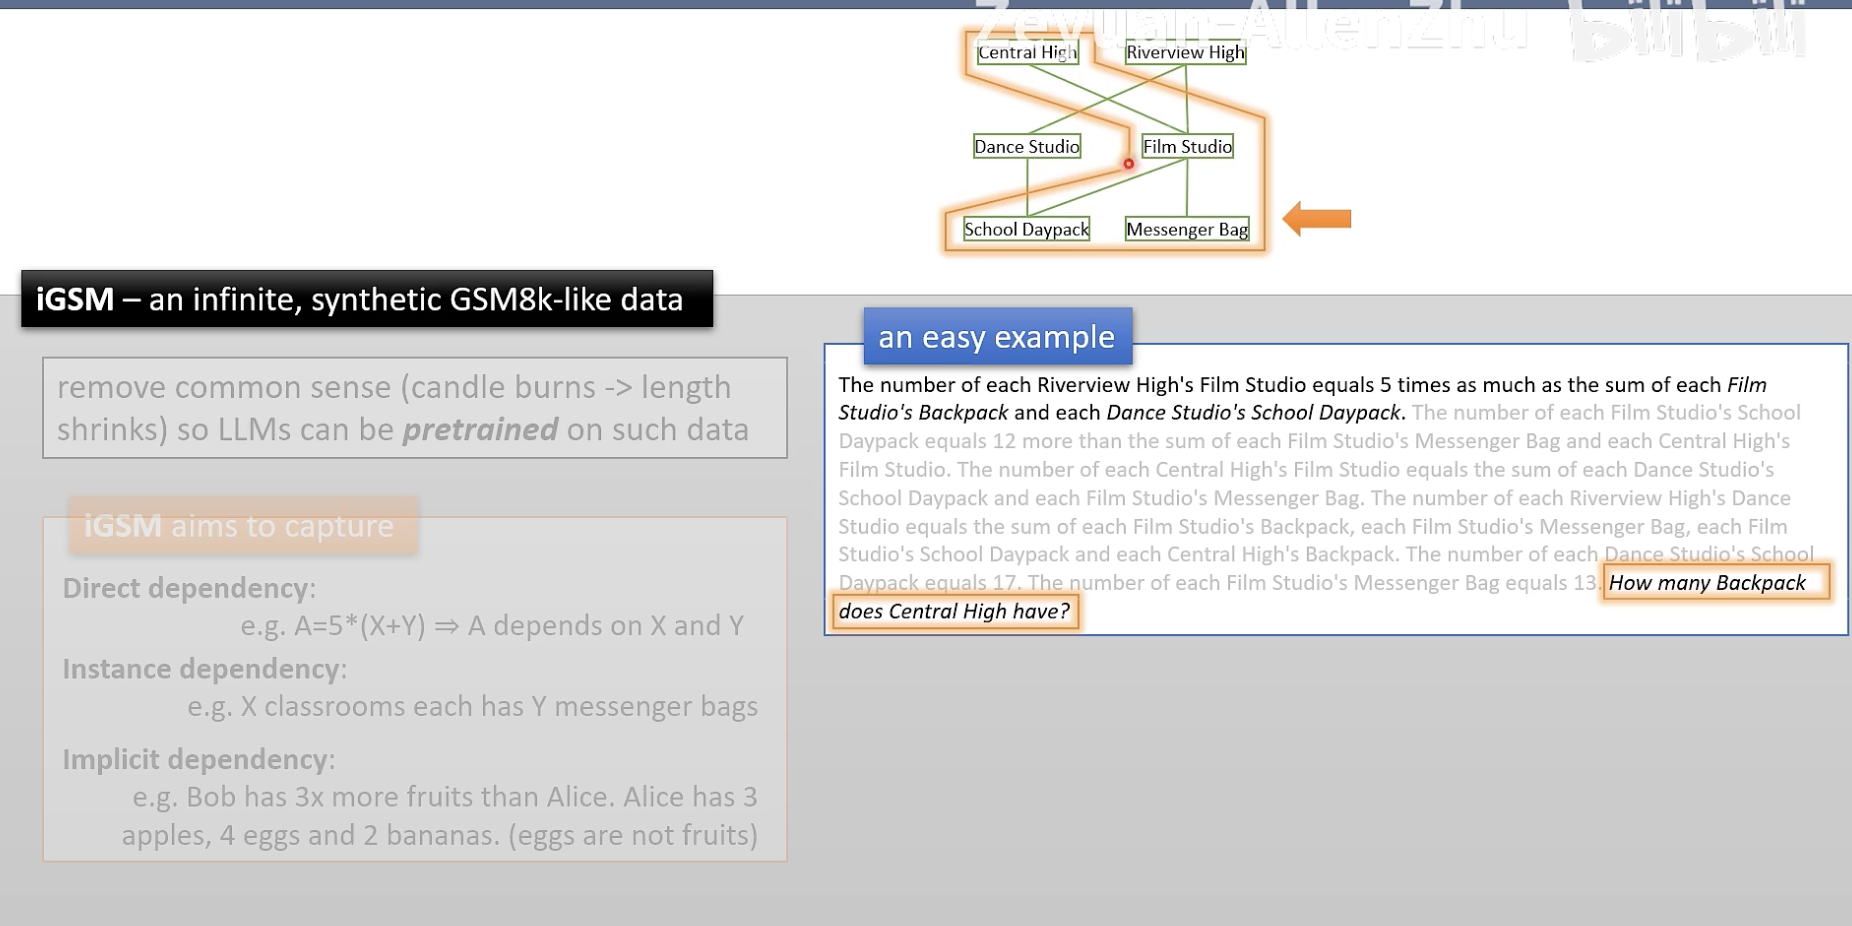 Zeyuan-AllenZhu bilibili
Central High
Riverview High
Dance Studio
Film Studio
School Daypack
Messenger Bag
iGSM – an infinite, synthetic GSM8k-like data
an easy example
remove common sense (candle burns -> length
shrinks) so LLMs can be pretrained on such data
iGSM aims to capture
Direct dependency:
e.g. A=5*(X+Y) ⇒ A depends on X and Y
Instance dependency:
e.g. X classrooms each has Y messenger bags
Implicit dependency:
e.g. Bob has 3x more fruits than Alice. Alice has 3
apples, 4 eggs and 2 bananas. (eggs are not fruits)
The number of each Riverview High's Film Studio equals 5 times as much as the sum of each Film
Studio's Backpack and each Dance Studio's School Daypack. The number of each Film Studio's School
Daypack equals 12 more than the sum of each Film Studio's Messenger Bag and each Central High's
Film Studio. The number of each Central High's Film Studio equals the sum of each Dance Studio's
School Daypack and each Film Studio's Messenger Bag. The number of each Riverview High's Dance
Studio equals the sum of each Film Studio's Backpack, each Film Studio's Messenger Bag, each Film
Studio's School Daypack and each Central High's Backpack. The number of each Dance Studio's School
Daypack equals 17. The number of each Film Studio's Messenger Bag equals 13. How many Backpack
does Central High have?